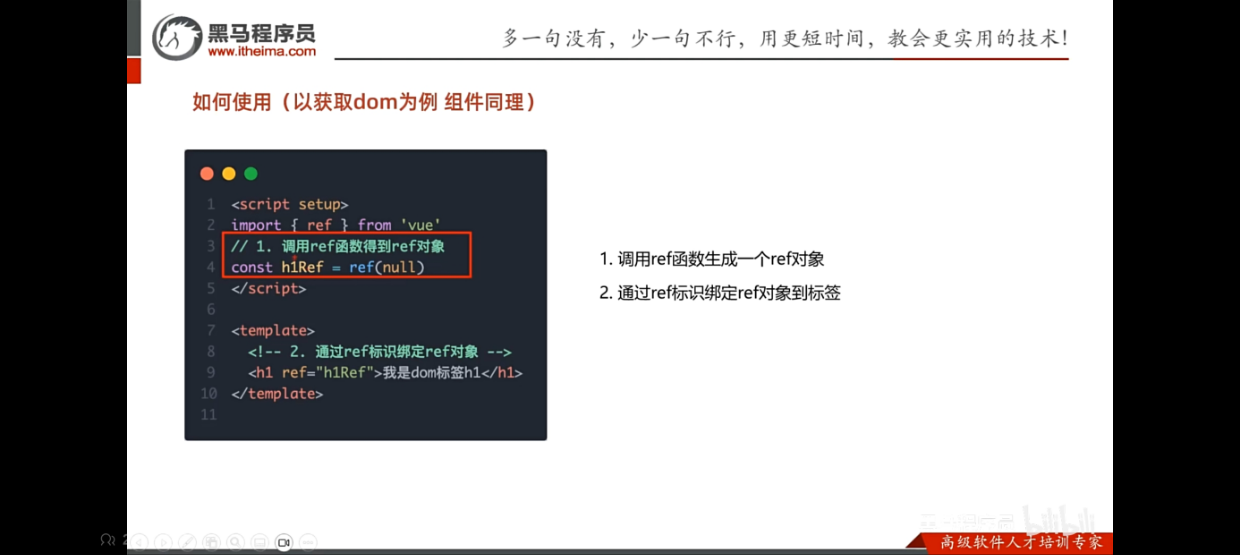 黑马程序员
www.itheima.com
多一句没有，少一句不行，用更短时间，教会更实用的技术！
如何使用（以获取dom为例 组件同理）
1 <script setup>
2 import { ref } from 'vue'
3 // 1. 调用ref函数得到ref对象
4 const h1Ref = ref(null)
5 </script>
6
7 <template>
8 <!-- 2. 通过ref标识绑定ref对象 -->
9 <h1 ref="h1Ref">我是dom标签h1</h1>
10 </template>
11
1. 调用ref函数生成一个ref对象
2. 通过ref标识绑定ref对象到标签
bilibili
高级软件人才培训专家